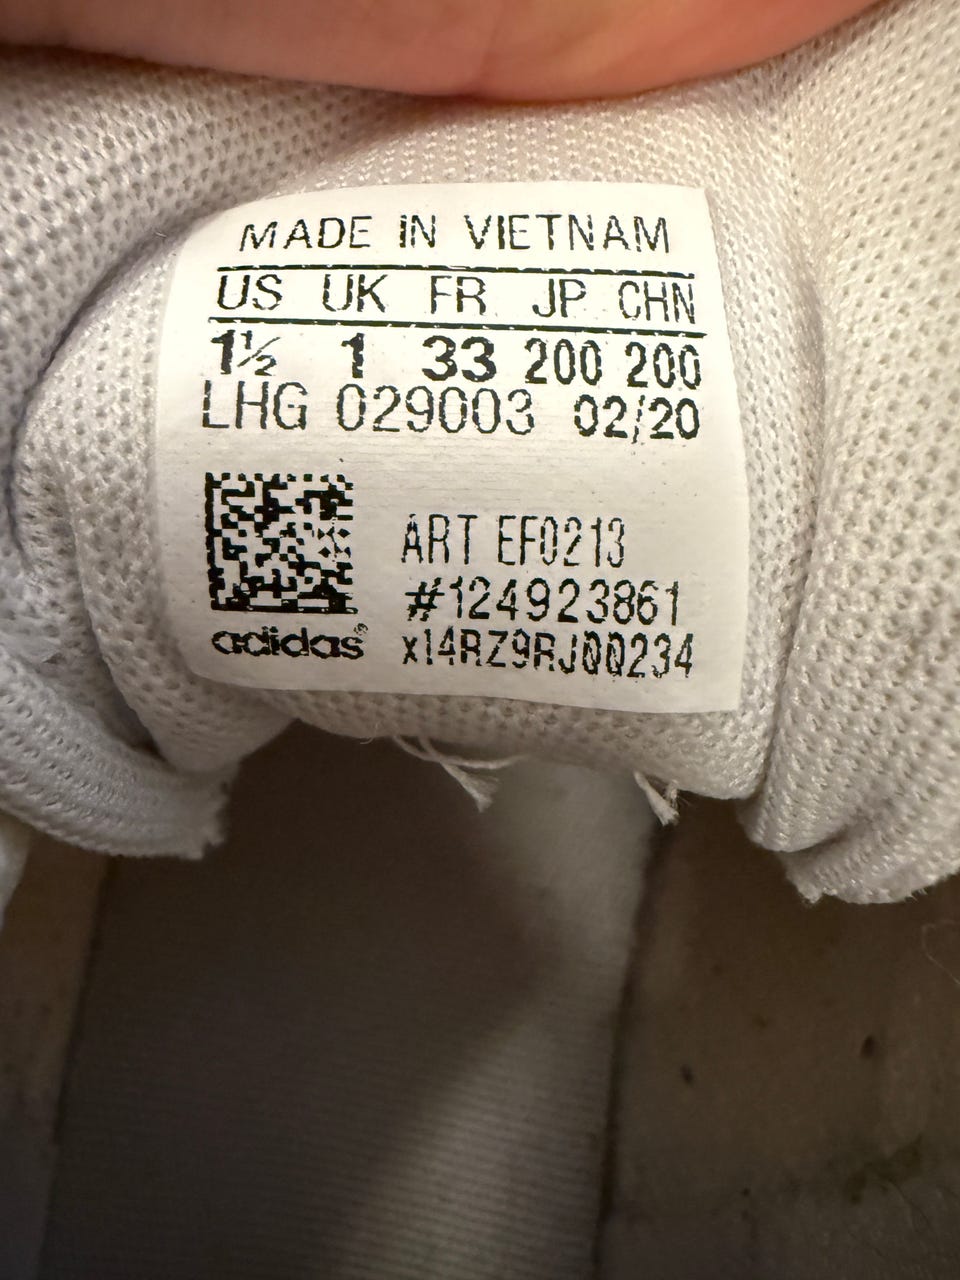 MADE IN VIETNAM
US UK FR JP CHN
1½ 1 33 200 200
LHG 029003 02/20
ART EF0213
#124923861
adidas®
x14RZ9RJ00234